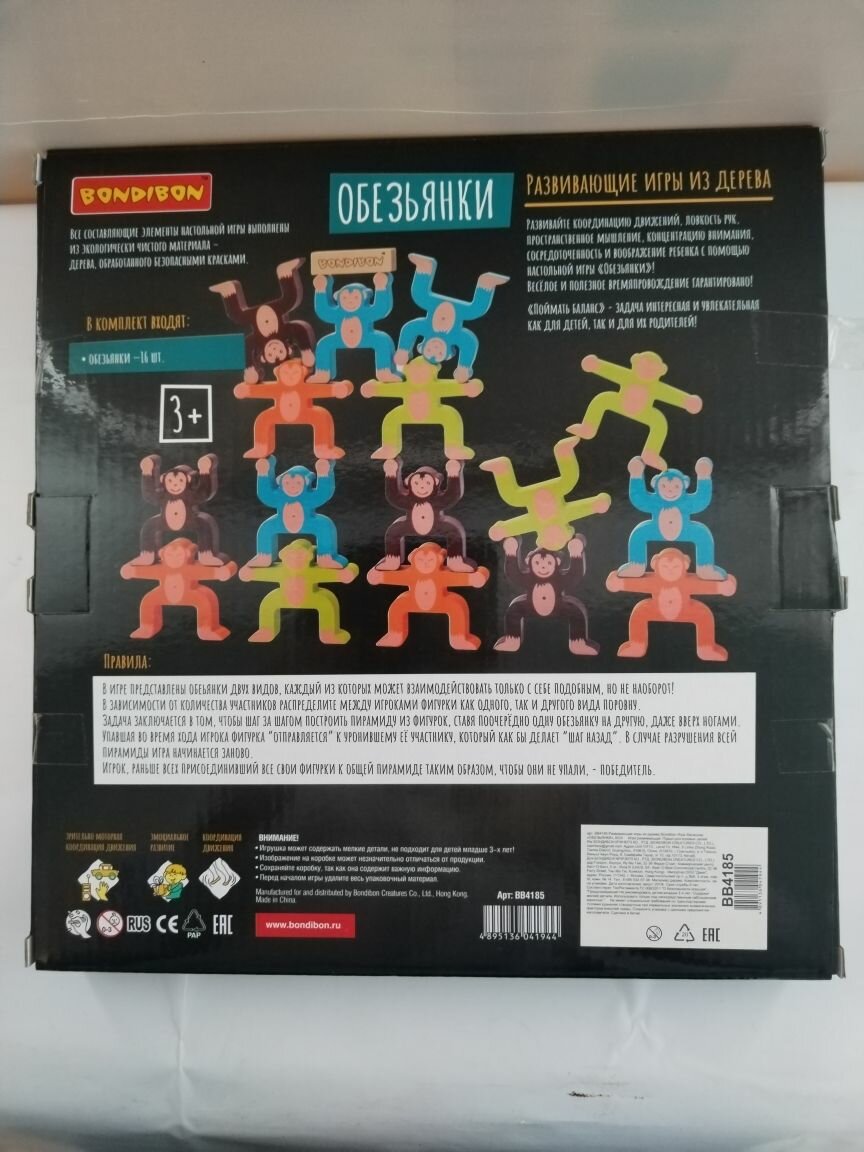 BONDIBON
ОБЕЗЬЯНКИ
РАЗВИВАЮЩИЕ ИГРЫ ИЗ ДЕРЕВА
ВСЕ СОСТАВЛЯЮЩИЕ ЭЛЕМЕНТЫ НАСТОЛЬНОЙ ИГРЫ ВЫПОЛНЕНЫ
ИЗ ЭКОЛОГИЧЕСКИ ЧИСТОГО МАТЕРИАЛА –
ДЕРЕВА, ОБРАБОТАННОГО БЕЗОПАСНЫМИ КРАСКАМИ.
РАЗВИВАЙТЕ КООРДИНАЦИЮ ДВИЖЕНИЙ, ЛОВКОСТЬ РУК,
ПРОСТРАНСТВЕННОЕ МЫШЛЕНИЕ, КОНЦЕНТРАЦИЮ ВНИМАНИЯ,
СОСРЕДОТОЧЕННОСТЬ И ВООБРАЖЕНИЕ РЕБЕНКА С ПОМОЩЬЮ
НАСТОЛЬНОЙ ИГРЫ «ОБЕЗЬЯНКИ»!
ВЕСЁЛОЕ И ПОЛЕЗНОЕ ВРЕМЯПРОВОЖДЕНИЕ ГАРАНТИРОВАНО!
«ПОЙМАТЬ БАЛАНС» - ЗАДАЧА ИНТЕРЕСНАЯ И УВЛЕКАТЕЛЬНАЯ
КАК ДЛЯ ДЕТЕЙ, ТАК И ДЛЯ ИХ РОДИТЕЛЕЙ!
BONDIBON
В КОМПЛЕКТ ВХОДЯТ:
• ОБЕЗЬЯНКИ –16 ШТ.
3+
ПРАВИЛА:
В ИГРЕ ПРЕДСТАВЛЕНЫ ОБЕЗЬЯНКИ ДВУХ ВИДОВ, КАЖДЫЙ ИЗ КОТОРЫХ МОЖЕТ ВЗАИМОДЕЙСТВОВАТЬ ТОЛЬКО С СЕБЕ ПОДОБНЫМ, НО НЕ НАОБОРОТ!
В ЗАВИСИМОСТИ ОТ КОЛИЧЕСТВА УЧАСТНИКОВ РАСПРЕДЕЛИТЕ МЕЖДУ ИГРОКАМИ ФИГУРКИ КАК ОДНОГО, ТАК И ДРУГОГО ВИДА ПОРОВНУ.
ЗАДАЧА ЗАКЛЮЧАЕТСЯ В ТОМ, ЧТОБЫ ШАГ ЗА ШАГОМ ПОСТРОИТЬ ПИРАМИДУ ИЗ ФИГУРОК, СТАВЯ ПООЧЕРЁДНО ОДНУ ОБЕЗЬЯНКУ НА ДРУГУЮ, ДАЖЕ ВВЕРХ НОГАМИ.
УПАВШАЯ ВО ВРЕМЯ ХОДА ИГРОКА ФИГУРКА "ОТПРАВЛЯЕТСЯ" К УРОНИВШЕМУ ЕЁ УЧАСТНИКУ, КОТОРЫЙ КАК БЫ ДЕЛАЕТ "ШАГ НАЗАД". В СЛУЧАЕ РАЗРУШЕНИЯ ВСЕЙ
ПИРАМИДЫ ИГРА НАЧИНАЕТСЯ ЗАНОВО.
ИГРОК, РАНЬШЕ ВСЕХ ПРИСОЕДИНИВШИЙ ВСЕ СВОИ ФИГУРКИ К ОБЩЕЙ ПИРАМИДЕ ТАКИМ ОБРАЗОМ, ЧТОБЫ ОНИ НЕ УПАЛИ, - ПОБЕДИТЕЛЬ.
ЗРИТЕЛЬНО-МОТОРНАЯ
КООРДИНАЦИЯ ДВИЖЕНИЯ
ЭМОЦИОНАЛЬНОЕ
РАЗВИТИЕ
КООРДИНАЦИЯ
ДВИЖЕНИЯ
ВНИМАНИЕ!
• Игрушка может содержать мелкие детали, не подходит для детей младше 3-х лет!
• Изображение на коробке может незначительно отличаться от продукции.
• Сохраняйте коробку, так как она содержит важную информацию.
• Перед началом игры удалите весь упаковочный материал.
Manufactured for and distributed by Bondibon Creatures Co., Ltd., Hong Kong.
Made in China.
Арт: BB4185
0-3
RUS
CE
PAP
EAC
www.bondibon.ru
4 895136 041944
BB4185
EAC